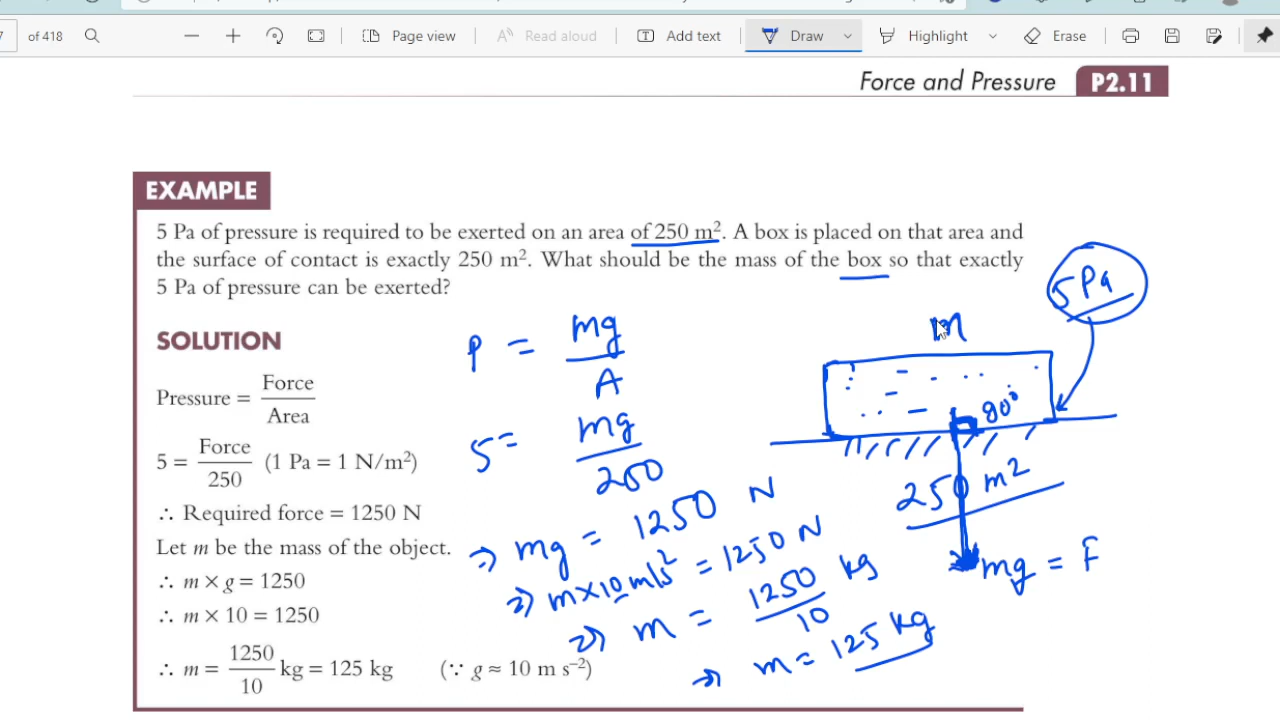 of 418
Page view
Read aloud
Add text
Draw
Highlight
Erase
Force and Pressure P2.11
EXAMPLE
5 Pa of pressure is required to be exerted on an area of 250 m². A box is placed on that area and
the surface of contact is exactly 250 m². What should be the mass of the box so that exactly
5 Pa of pressure can be exerted?
SOLUTION
Pressure = Force / Area
5 = Force / 250 (1 Pa = 1 N/m²)
∴ Required force = 1250 N
Let m be the mass of the object.
∴ m × g = 1250
∴ m × 10 = 1250
∴ m = 1250 / 10 kg = 125 kg (∵ g ≈ 10 m s⁻²)
P = mg / A
5 = mg / 250
⇒ mg = 1250 N
⇒ m×10 m/s² = 1250 N
⇒ m = 1250 / 10 kg
⇒ m = 125 kg
5 Pa
m
90°
250 m²
mg = F